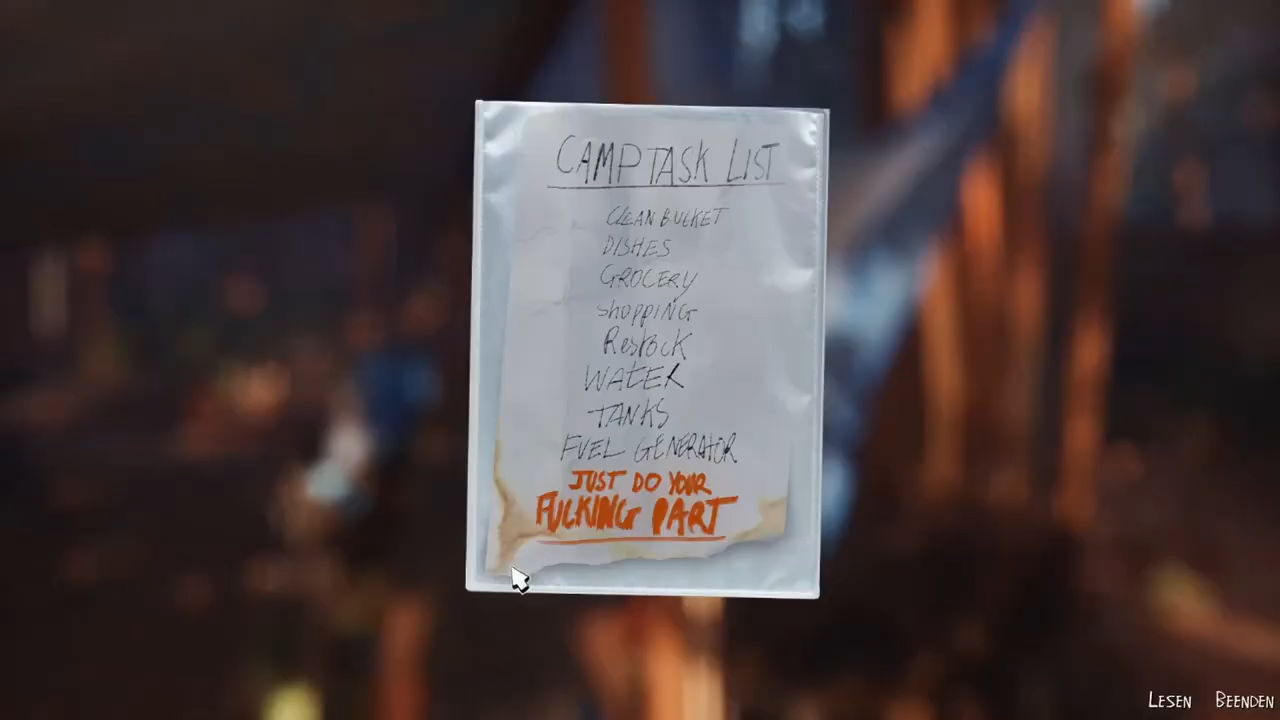 CAMP TASK LIST
CLEAN BUCKET
DISHES
GROCERY
shopping
Restock
WATER
TANKS
FUEL GENERATOR
JUST DO YOUR
FUCKING PART
LESEN BEENDEN